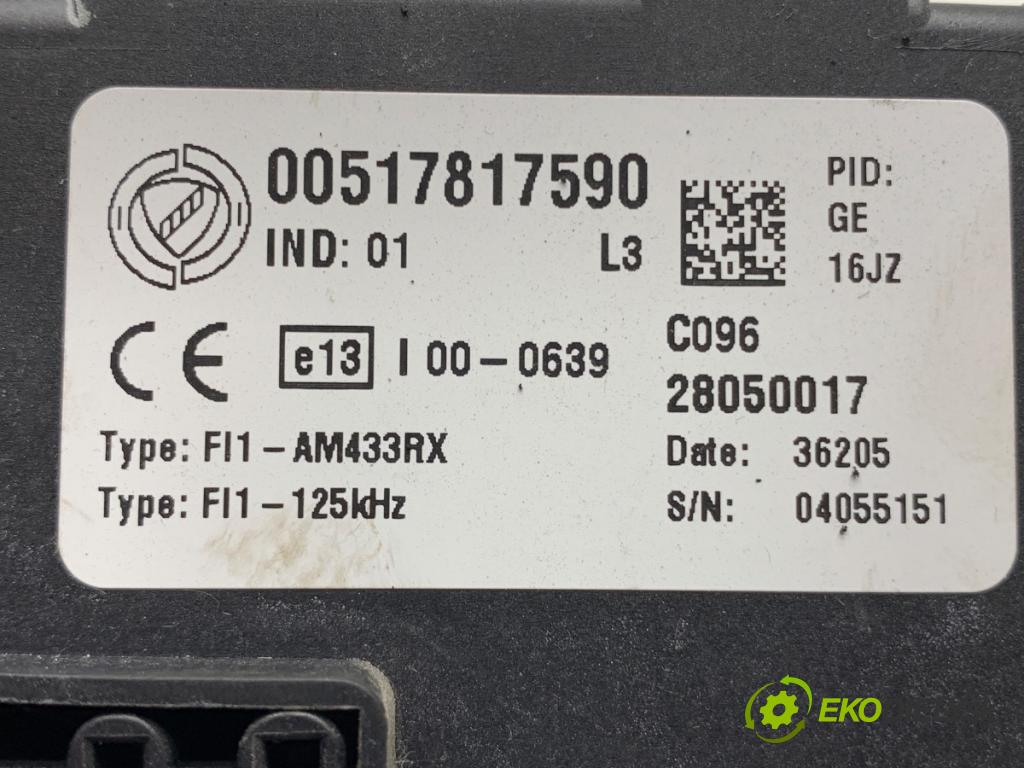 00517817590
IND: 01 L3
PID:
GE
16JZ
CE e13 I 00-0639
C096
28050017
Type: FI1-AM433RX
Type: FI1-125kHz
Date: 36205
S/N: 04055151
EKO